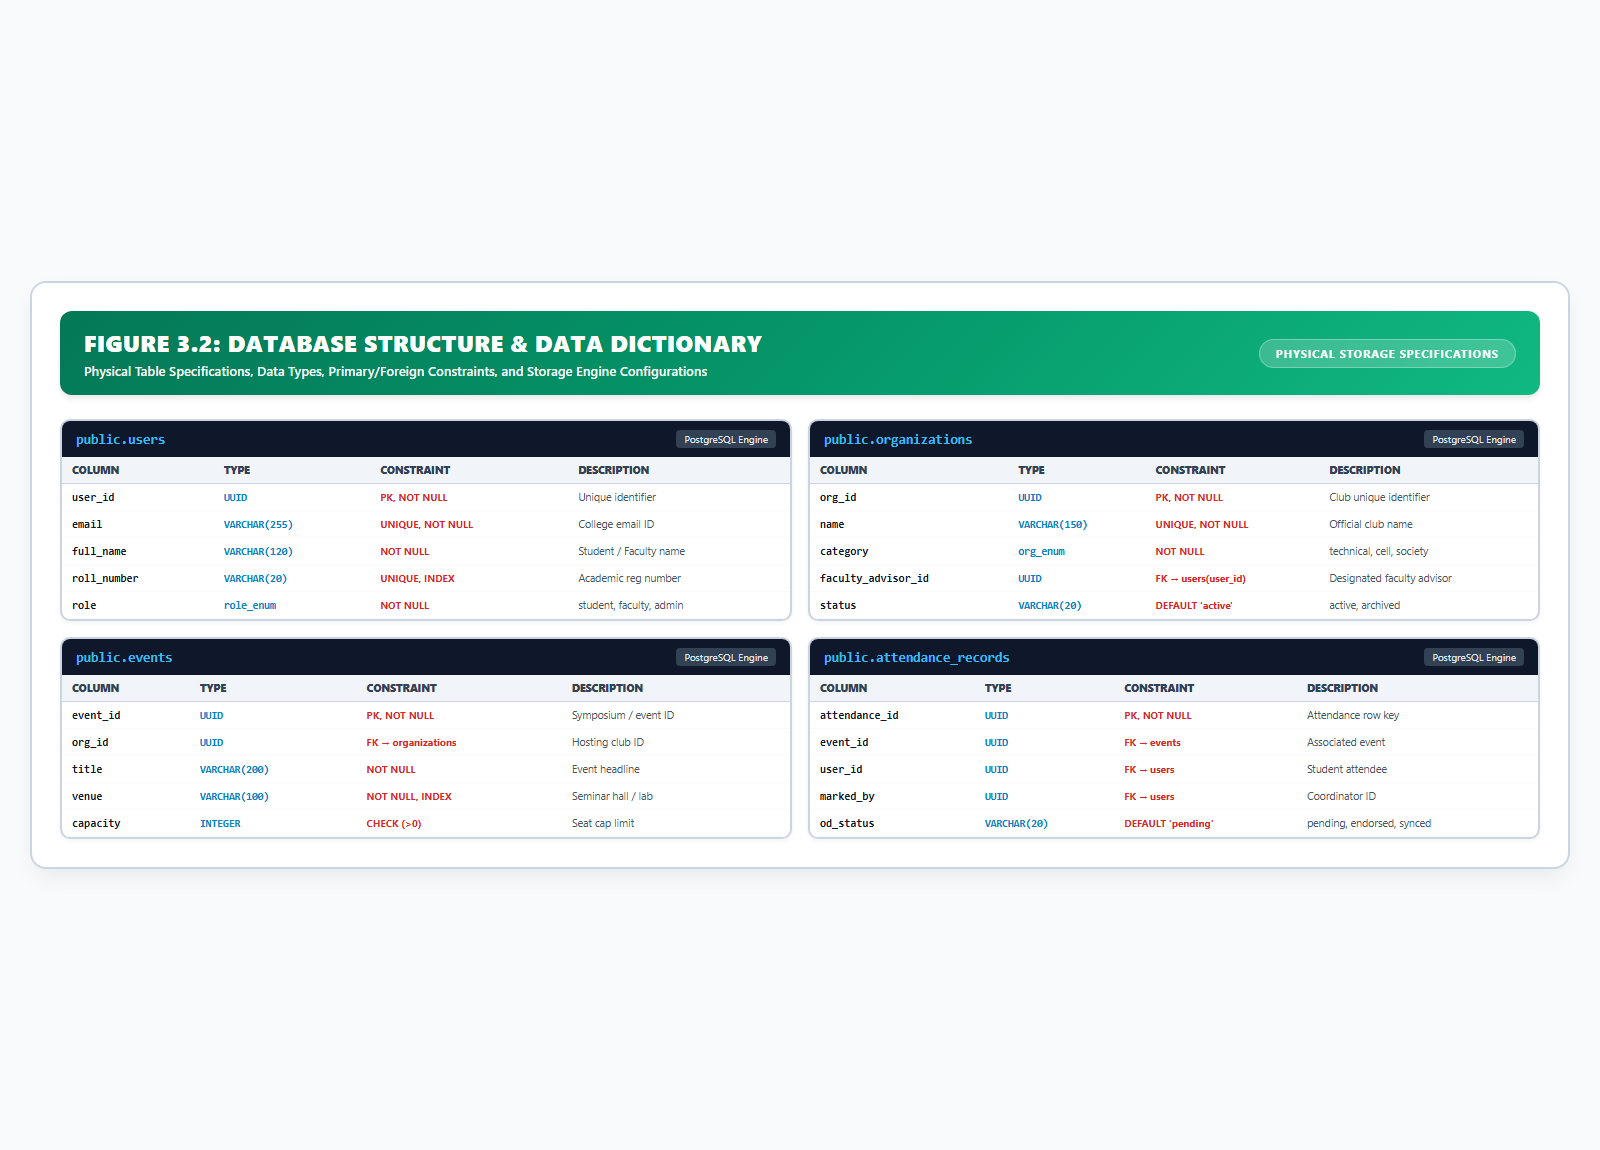 FIGURE 3.2: DATABASE STRUCTURE & DATA DICTIONARY
Physical Table Specifications, Data Types, Primary/Foreign Constraints, and Storage Engine Configurations
PHYSICAL STORAGE SPECIFICATIONS
public.users PostgreSQL Engine
COLUMN TYPE CONSTRAINT DESCRIPTION
user_id UUID PK, NOT NULL Unique identifier
email VARCHAR(255) UNIQUE, NOT NULL College email ID
full_name VARCHAR(120) NOT NULL Student / Faculty name
roll_number VARCHAR(20) UNIQUE, INDEX Academic reg number
role role_enum NOT NULL student, faculty, admin
public.organizations PostgreSQL Engine
COLUMN TYPE CONSTRAINT DESCRIPTION
org_id UUID PK, NOT NULL Club unique identifier
name VARCHAR(150) UNIQUE, NOT NULL Official club name
category org_enum NOT NULL technical, cell, society
faculty_advisor_id UUID FK → users(user_id) Designated faculty advisor
status VARCHAR(20) DEFAULT 'active' active, archived
public.events PostgreSQL Engine
COLUMN TYPE CONSTRAINT DESCRIPTION
event_id UUID PK, NOT NULL Symposium / event ID
org_id UUID FK → organizations Hosting club ID
title VARCHAR(200) NOT NULL Event headline
venue VARCHAR(100) NOT NULL, INDEX Seminar hall / lab
capacity INTEGER CHECK (>0) Seat cap limit
public.attendance_records PostgreSQL Engine
COLUMN TYPE CONSTRAINT DESCRIPTION
attendance_id UUID PK, NOT NULL Attendance row key
event_id UUID FK → events Associated event
user_id UUID FK → users Student attendee
marked_by UUID FK → users Coordinator ID
od_status VARCHAR(20) DEFAULT 'pending' pending, endorsed, synced